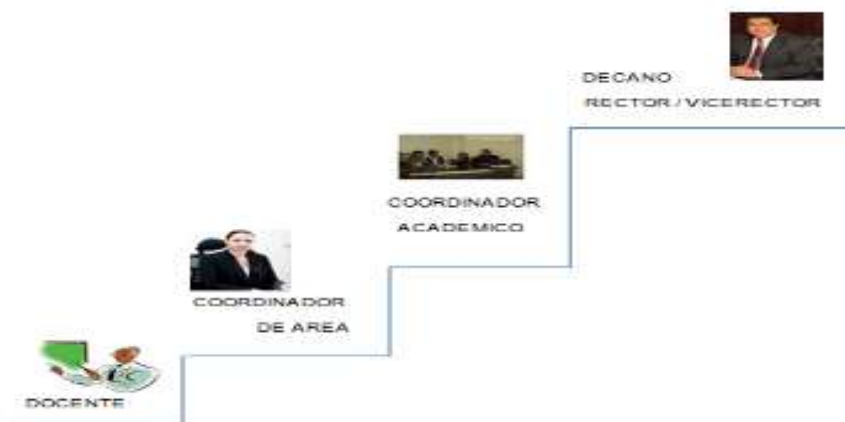 DECANO
RECTOR / VICERECTOR
COORDINADOR
ACADEMICO
COORDINADOR
DE AREA
DOCENTE